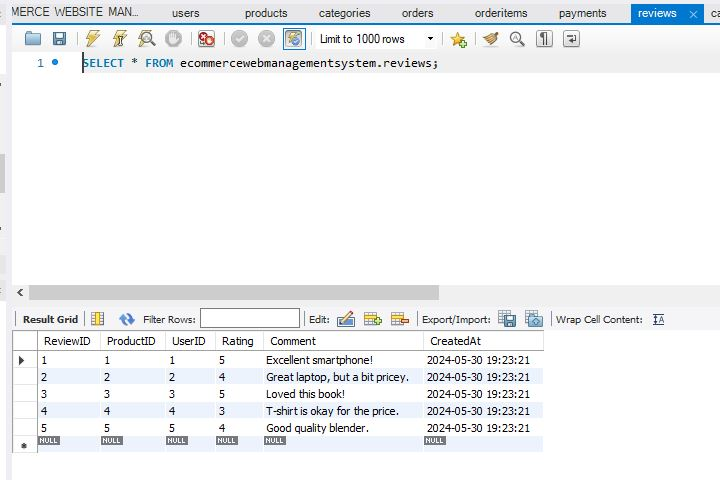 MERCE WEBSITE MAN... users products categories orders orderitems payments reviews
Limit to 1000 rows
1 SELECT * FROM ecommercewebmanagementsystem.reviews;
Result Grid Filter Rows: Edit: Export/Import: Wrap Cell Content:
ReviewID ProductID UserID Rating Comment CreatedAt
1 1 1 5 Excellent smartphone! 2024-05-30 19:23:21
2 2 2 4 Great laptop, but a bit pricey. 2024-05-30 19:23:21
3 3 3 5 Loved this book! 2024-05-30 19:23:21
4 4 4 3 T-shirt is okay for the price. 2024-05-30 19:23:21
5 5 5 4 Good quality blender. 2024-05-30 19:23:21
NULL NULL NULL NULL NULL NULL